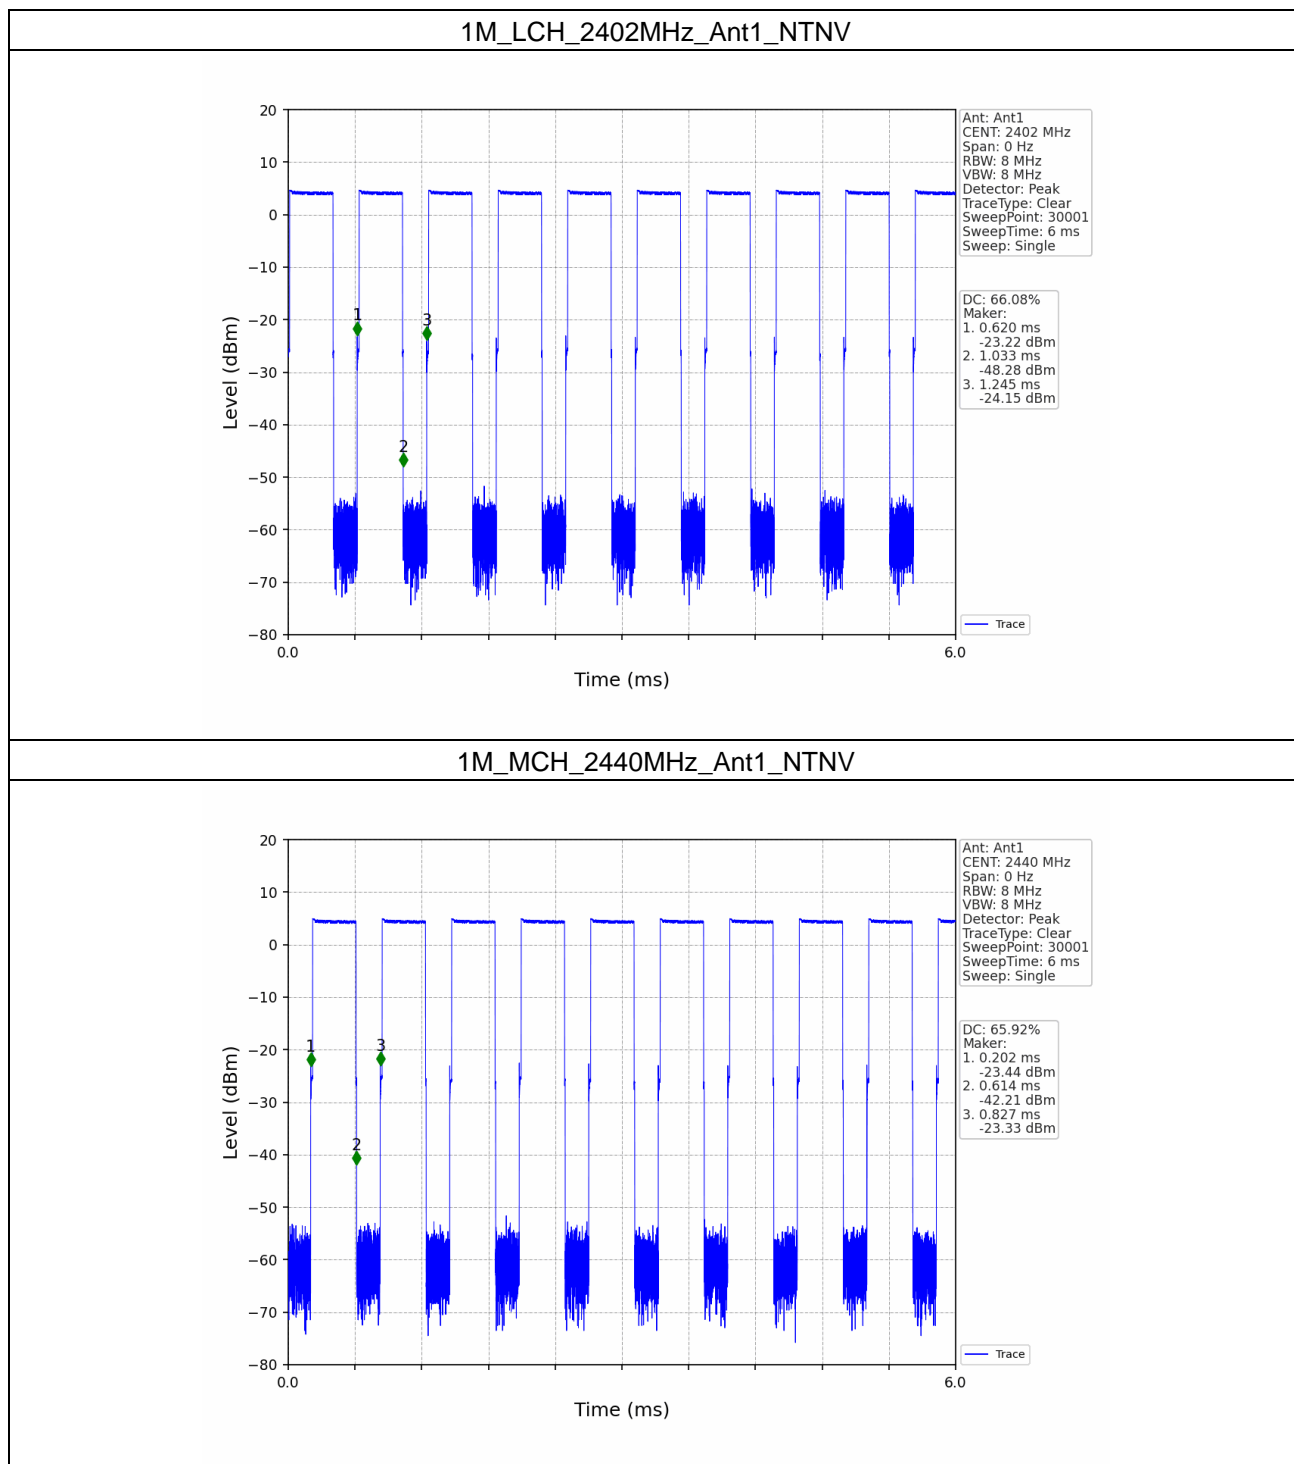 1M_LCH_2402MHz_Ant1_NTNV
20
10
0
−10
−20
−30
−40
−50
−60
−70
−80
Level (dBm)
0.0
6.0
Time (ms)
1
2
3
Ant: Ant1
CENT: 2402 MHz
Span: 0 Hz
RBW: 8 MHz
VBW: 8 MHz
Detector: Peak
TraceType: Clear
SweepPoint: 30001
SweepTime: 6 ms
Sweep: Single
DC: 66.08%
Maker:
1. 0.620 ms
-23.22 dBm
2. 1.033 ms
-48.28 dBm
3. 1.245 ms
-24.15 dBm
Trace
1M_MCH_2440MHz_Ant1_NTNV
20
10
0
−10
−20
−30
−40
−50
−60
−70
−80
Level (dBm)
0.0
6.0
Time (ms)
1
2
3
Ant: Ant1
CENT: 2440 MHz
Span: 0 Hz
RBW: 8 MHz
VBW: 8 MHz
Detector: Peak
TraceType: Clear
SweepPoint: 30001
SweepTime: 6 ms
Sweep: Single
DC: 65.92%
Maker:
1. 0.202 ms
-23.44 dBm
2. 0.614 ms
-42.21 dBm
3. 0.827 ms
-23.33 dBm
Trace